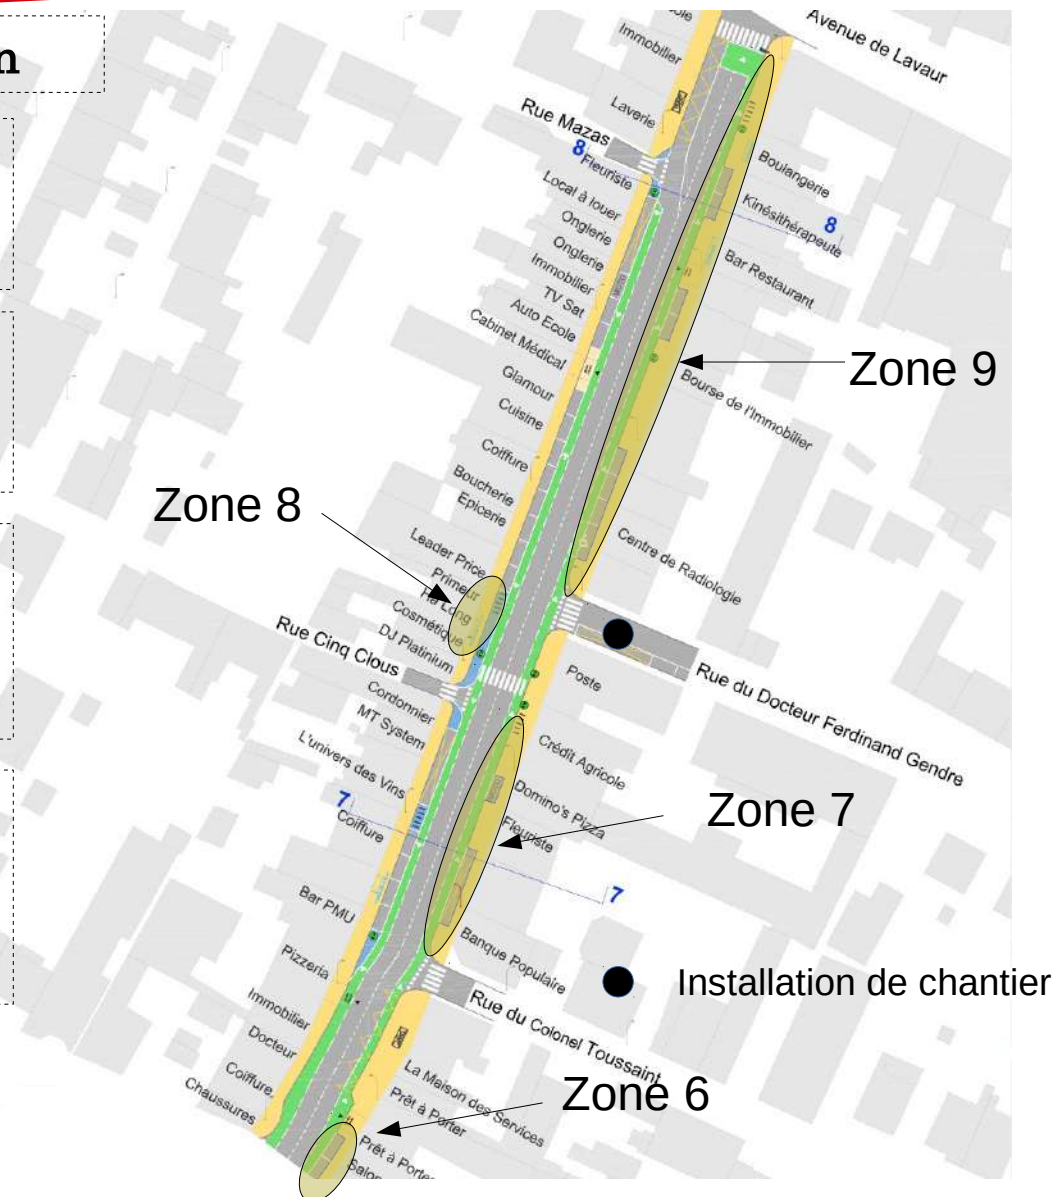 n
Avenue de Lavaur
Immobilier
Laverie
Rue Mazas
8
Fleuriste
Boulangerie
Local à louer
Kinésithérapeute
8
Onglerie
Onglerie
Bar Restaurant
Immobilier
TV Sat
Auto Ecole
Cabinet Médical
Zone 9
Glamour
Bourse de l'Immobilier
Cuisine
Coiffure
Boucherie
Epicerie
Zone 8
Leader Price
Centre de Radiologie
Primeur
Ha Long
Cosmétique
Rue Cinq Clous
DJ Platinium
Poste
Rue du Docteur Ferdinand Gendre
Cordonnier
MT System
L'univers des Vins
Crédit Agricole
Domino's Pizza
7
Zone 7
Coiffure
Fleuriste
7
Bar PMU
Banque Populaire
Pizzeria
Installation de chantier
Immobilier
Rue du Colonel Toussaint
Docteur
Coiffure
La Maison des Services
Zone 6
Chaussures
Prêt à Porter
Prêt à Porter
Salon